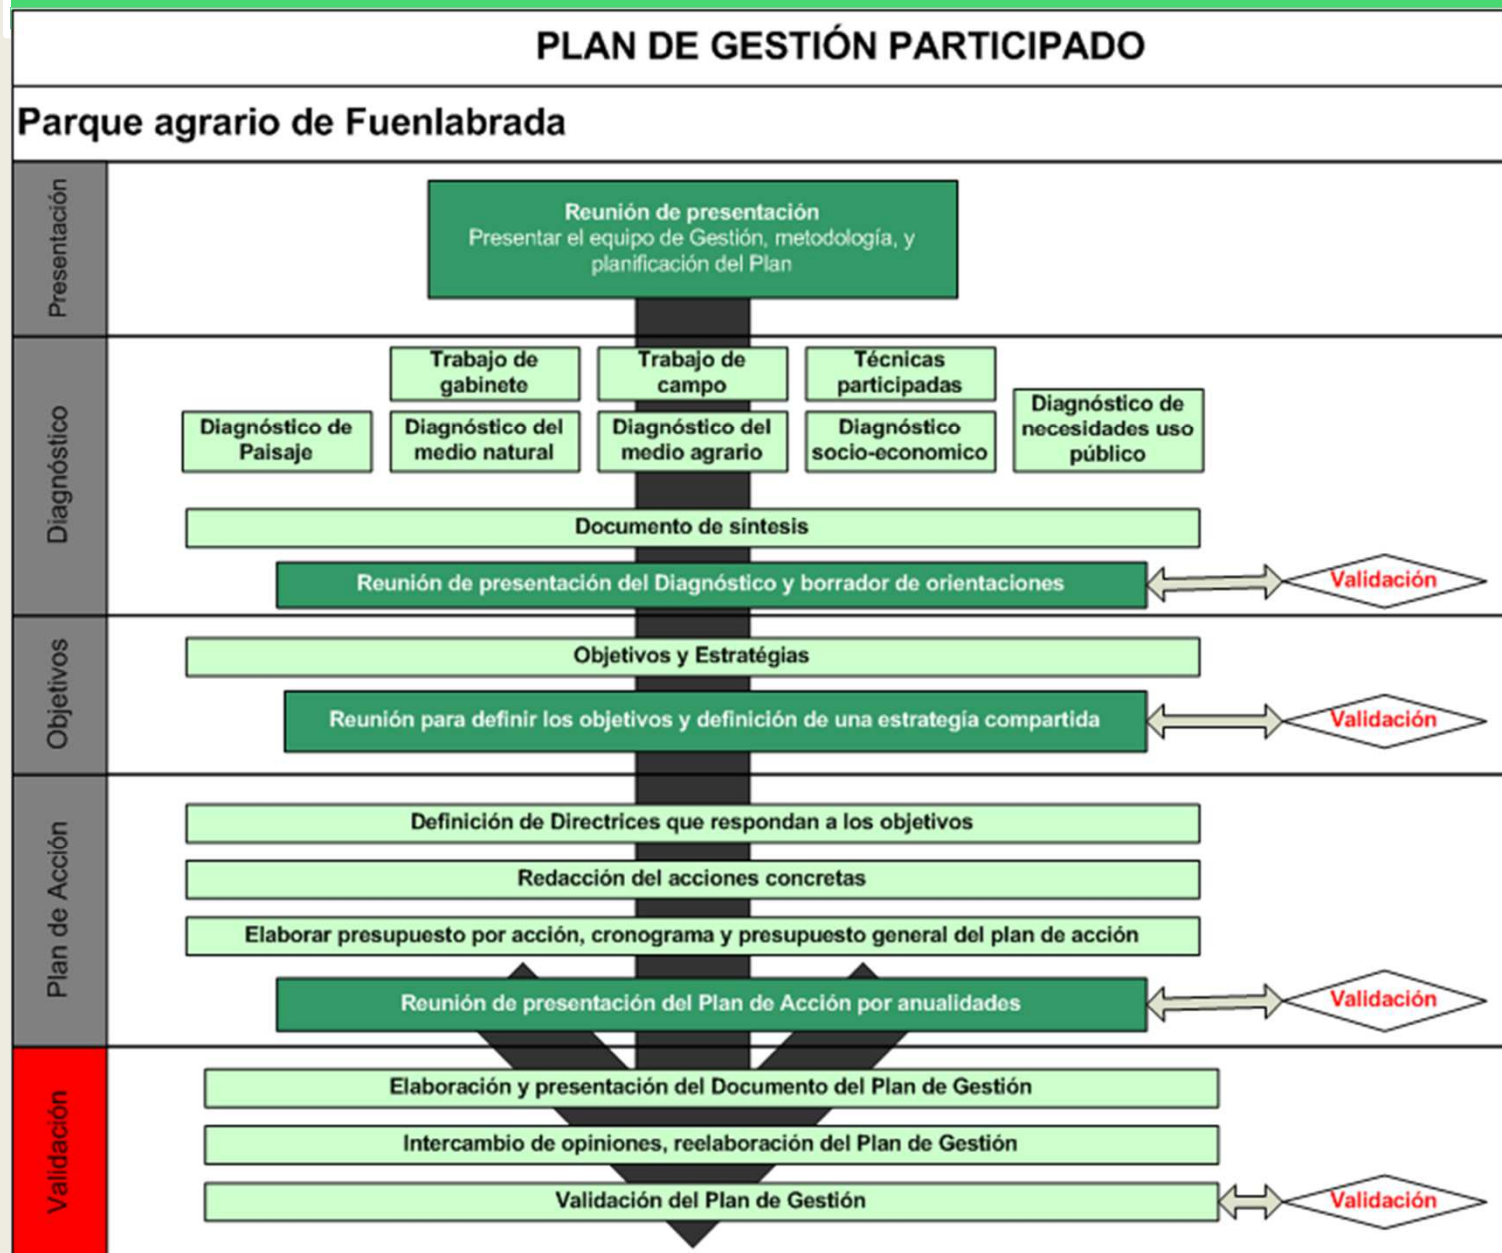 PLAN DE GESTIÓN PARTICIPADO
Parque agrario de Fuenlabrada
Presentación
Reunión de presentación
Presentar el equipo de Gestión, metodología, y
planificación del Plan
Diagnóstico
Trabajo de
gabinete
Trabajo de
campo
Técnicas
participadas
Diagnóstico de
Paisaje
Diagnóstico del
medio natural
Diagnóstico del
medio agrario
Diagnóstico
socio-economico
Diagnóstico de
necesidades uso
público
Documento de síntesis
Reunión de presentación del Diagnóstico y borrador de orientaciones
Validación
Objetivos
Objetivos y Estratégias
Reunión para definir los objetivos y definición de una estrategía compartida
Validación
Plan de Acción
Definición de Directrices que respondan a los objetivos
Redacción del acciones concretas
Elaborar presupuesto por acción, cronograma y presupuesto general del plan de acción
Reunión de presentación del Plan de Acción por anualidades
Validación
Validación
Elaboración y presentación del Documento del Plan de Gestión
Intercambio de opiniones, reelaboración del Plan de Gestión
Validación del Plan de Gestión
Validación